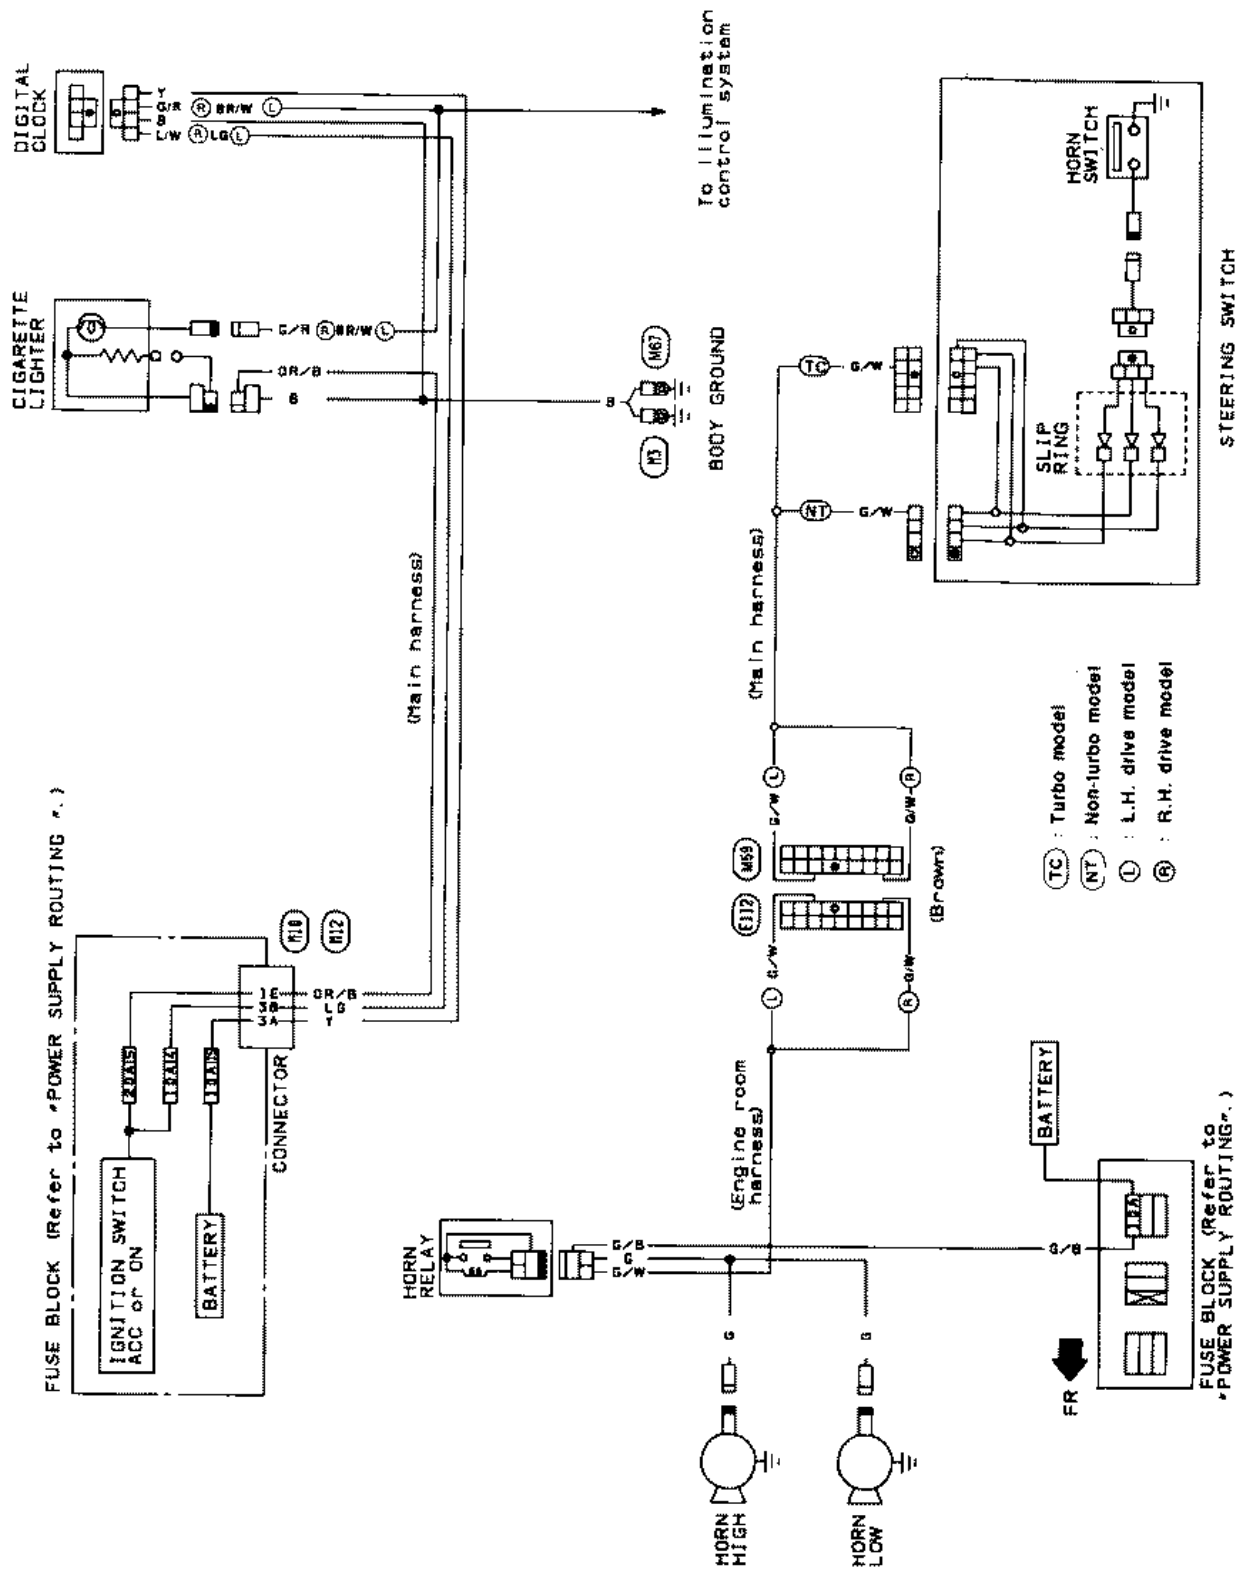 FUSE BLOCK (Refer to "POWER SUPPLY ROUTING".)
IGNITION SWITCH
ACC or ON
BATTERY
20A
10A
10A
1E OR/B
3B LG
3A Y
CONNECTOR
M10
M12
(Main harness)
CIGARETTE
LIGHTER
G/R R BR/W L
OR/B
B
DIGITAL
CLOCK
Y
G/R R BR/W L
B
L/W R LG L
B
M3
M67
BODY GROUND
To illumination
control system
HORN
RELAY
G/B
G
G/W
HORN
HIGH
G
HORN
LOW
G
(Engine room
harness)
L G/W
R G/W
E112
M59
(Brown)
G/W L
G/W R
(Main harness)
NT G/W
TC G/W
SLIP
RING
HORN
SWITCH
STEERING SWITCH
TC : Turbo model
NT : Non-turbo model
L : L.H. drive model
R : R.H. drive model
BATTERY
G/B
10A
FR
FUSE BLOCK (Refer to
"POWER SUPPLY ROUTING".)